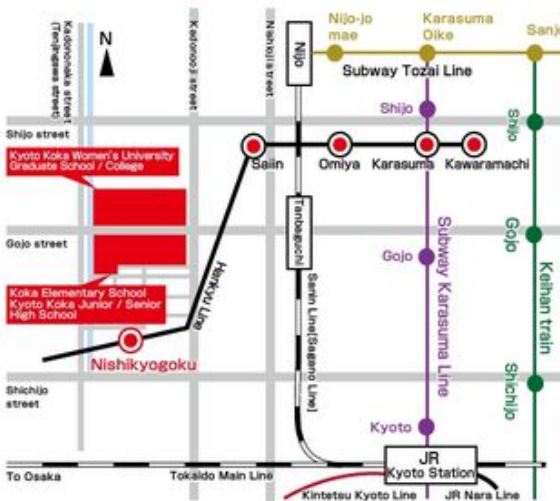 Kadononaka street
(Tenjingawa street)
N
Kadonooji street
Nishioji street
Nijo
Nijo-jo
mae
Karasuma
Oike
Sanjo
Subway Tozai Line
Shijo
Shijo
Shijo street
Kyoto Koka Women's University
Graduate School / College
Saiin
Omiya
Karasuma
Kawaramachi
Tanbaguchi
Gojo street
Gojo
Gojo
Subway Karasuma Line
Keihan train
Koka Elementary School
Kyoto Koka Junior / Senior
High School
Hankyu Line
Sanin Line(Sagano Line)
Nishikyogoku
Shichijo
street
Shichijo
Kyoto
JR
Kyoto Station
To Osaka
Tokaido Main Line
Kintetsu Kyoto Line
JR Nara Line